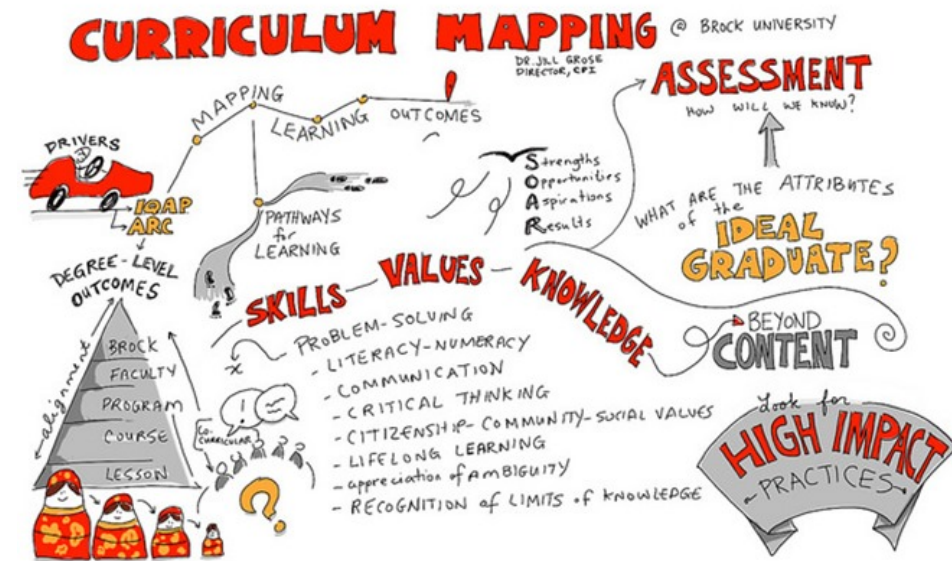 CURRICULUM MAPPING @ BROCK UNIVERSITY
DR. JILL GROSE
DIRECTOR, CPI
ASSESSMENT
HOW WILL WE KNOW?
MAPPING
LEARNING
OUTCOMES
DRIVERS
IQAP
ARC
PATHWAYS
for
LEARNING
Strengths
Opportunities
Aspirations
Results
WHAT ARE THE ATTRIBUTES
of the
IDEAL
GRADUATE?
DEGREE-LEVEL
OUTCOMES
alignment
BROCK
FACULTY
PROGRAM
COURSE
LESSON
SKILLS - VALUES - KNOWLEDGE
PROBLEM-SOLVING
- LITERACY-NUMERACY
- COMMUNICATION
- CRITICAL THINKING
- CITIZENSHIP-COMMUNITY-SOCIAL VALUES
- LIFELONG LEARNING
- appreciation of AMBIGUITY
- RECOGNITION of LIMITS of KNOWLEDGE
CO-
CURRICULAR
!
?
BEYOND
CONTENT
Look for
HIGH IMPACT
PRACTICES